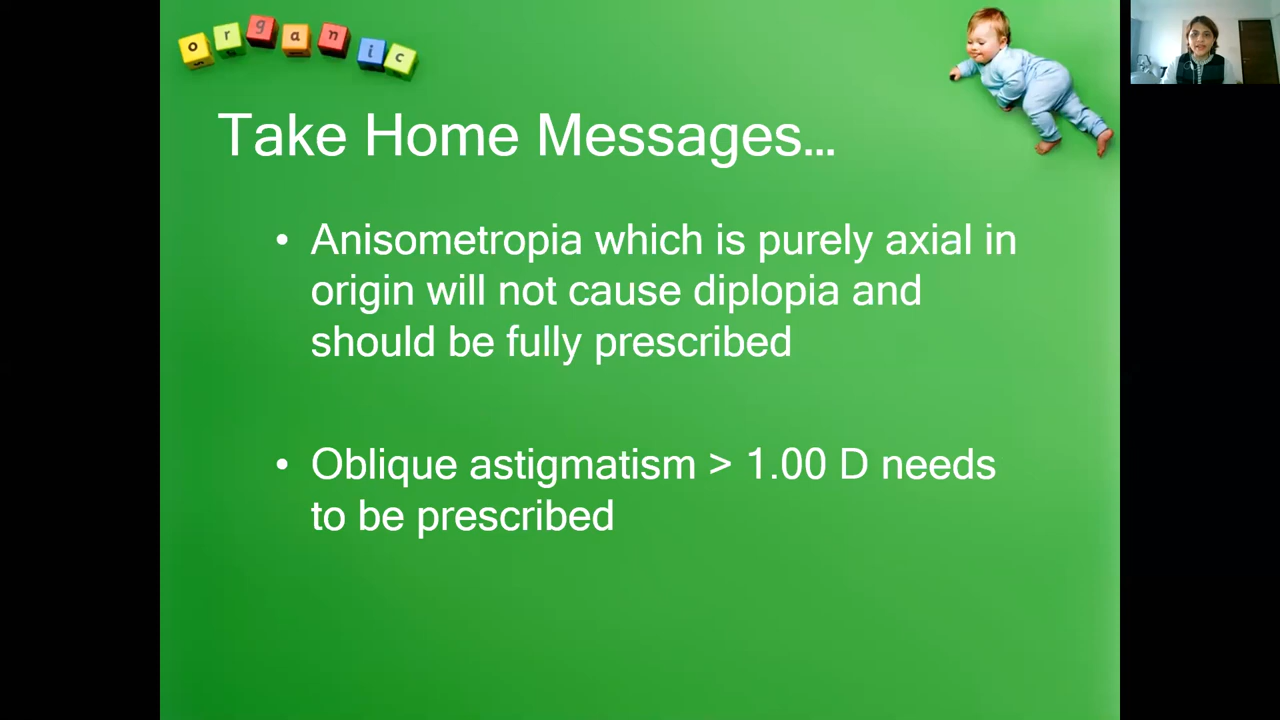 organic
Take Home Messages…
• Anisometropia which is purely axial in
origin will not cause diplopia and
should be fully prescribed
• Oblique astigmatism > 1.00 D needs
to be prescribed